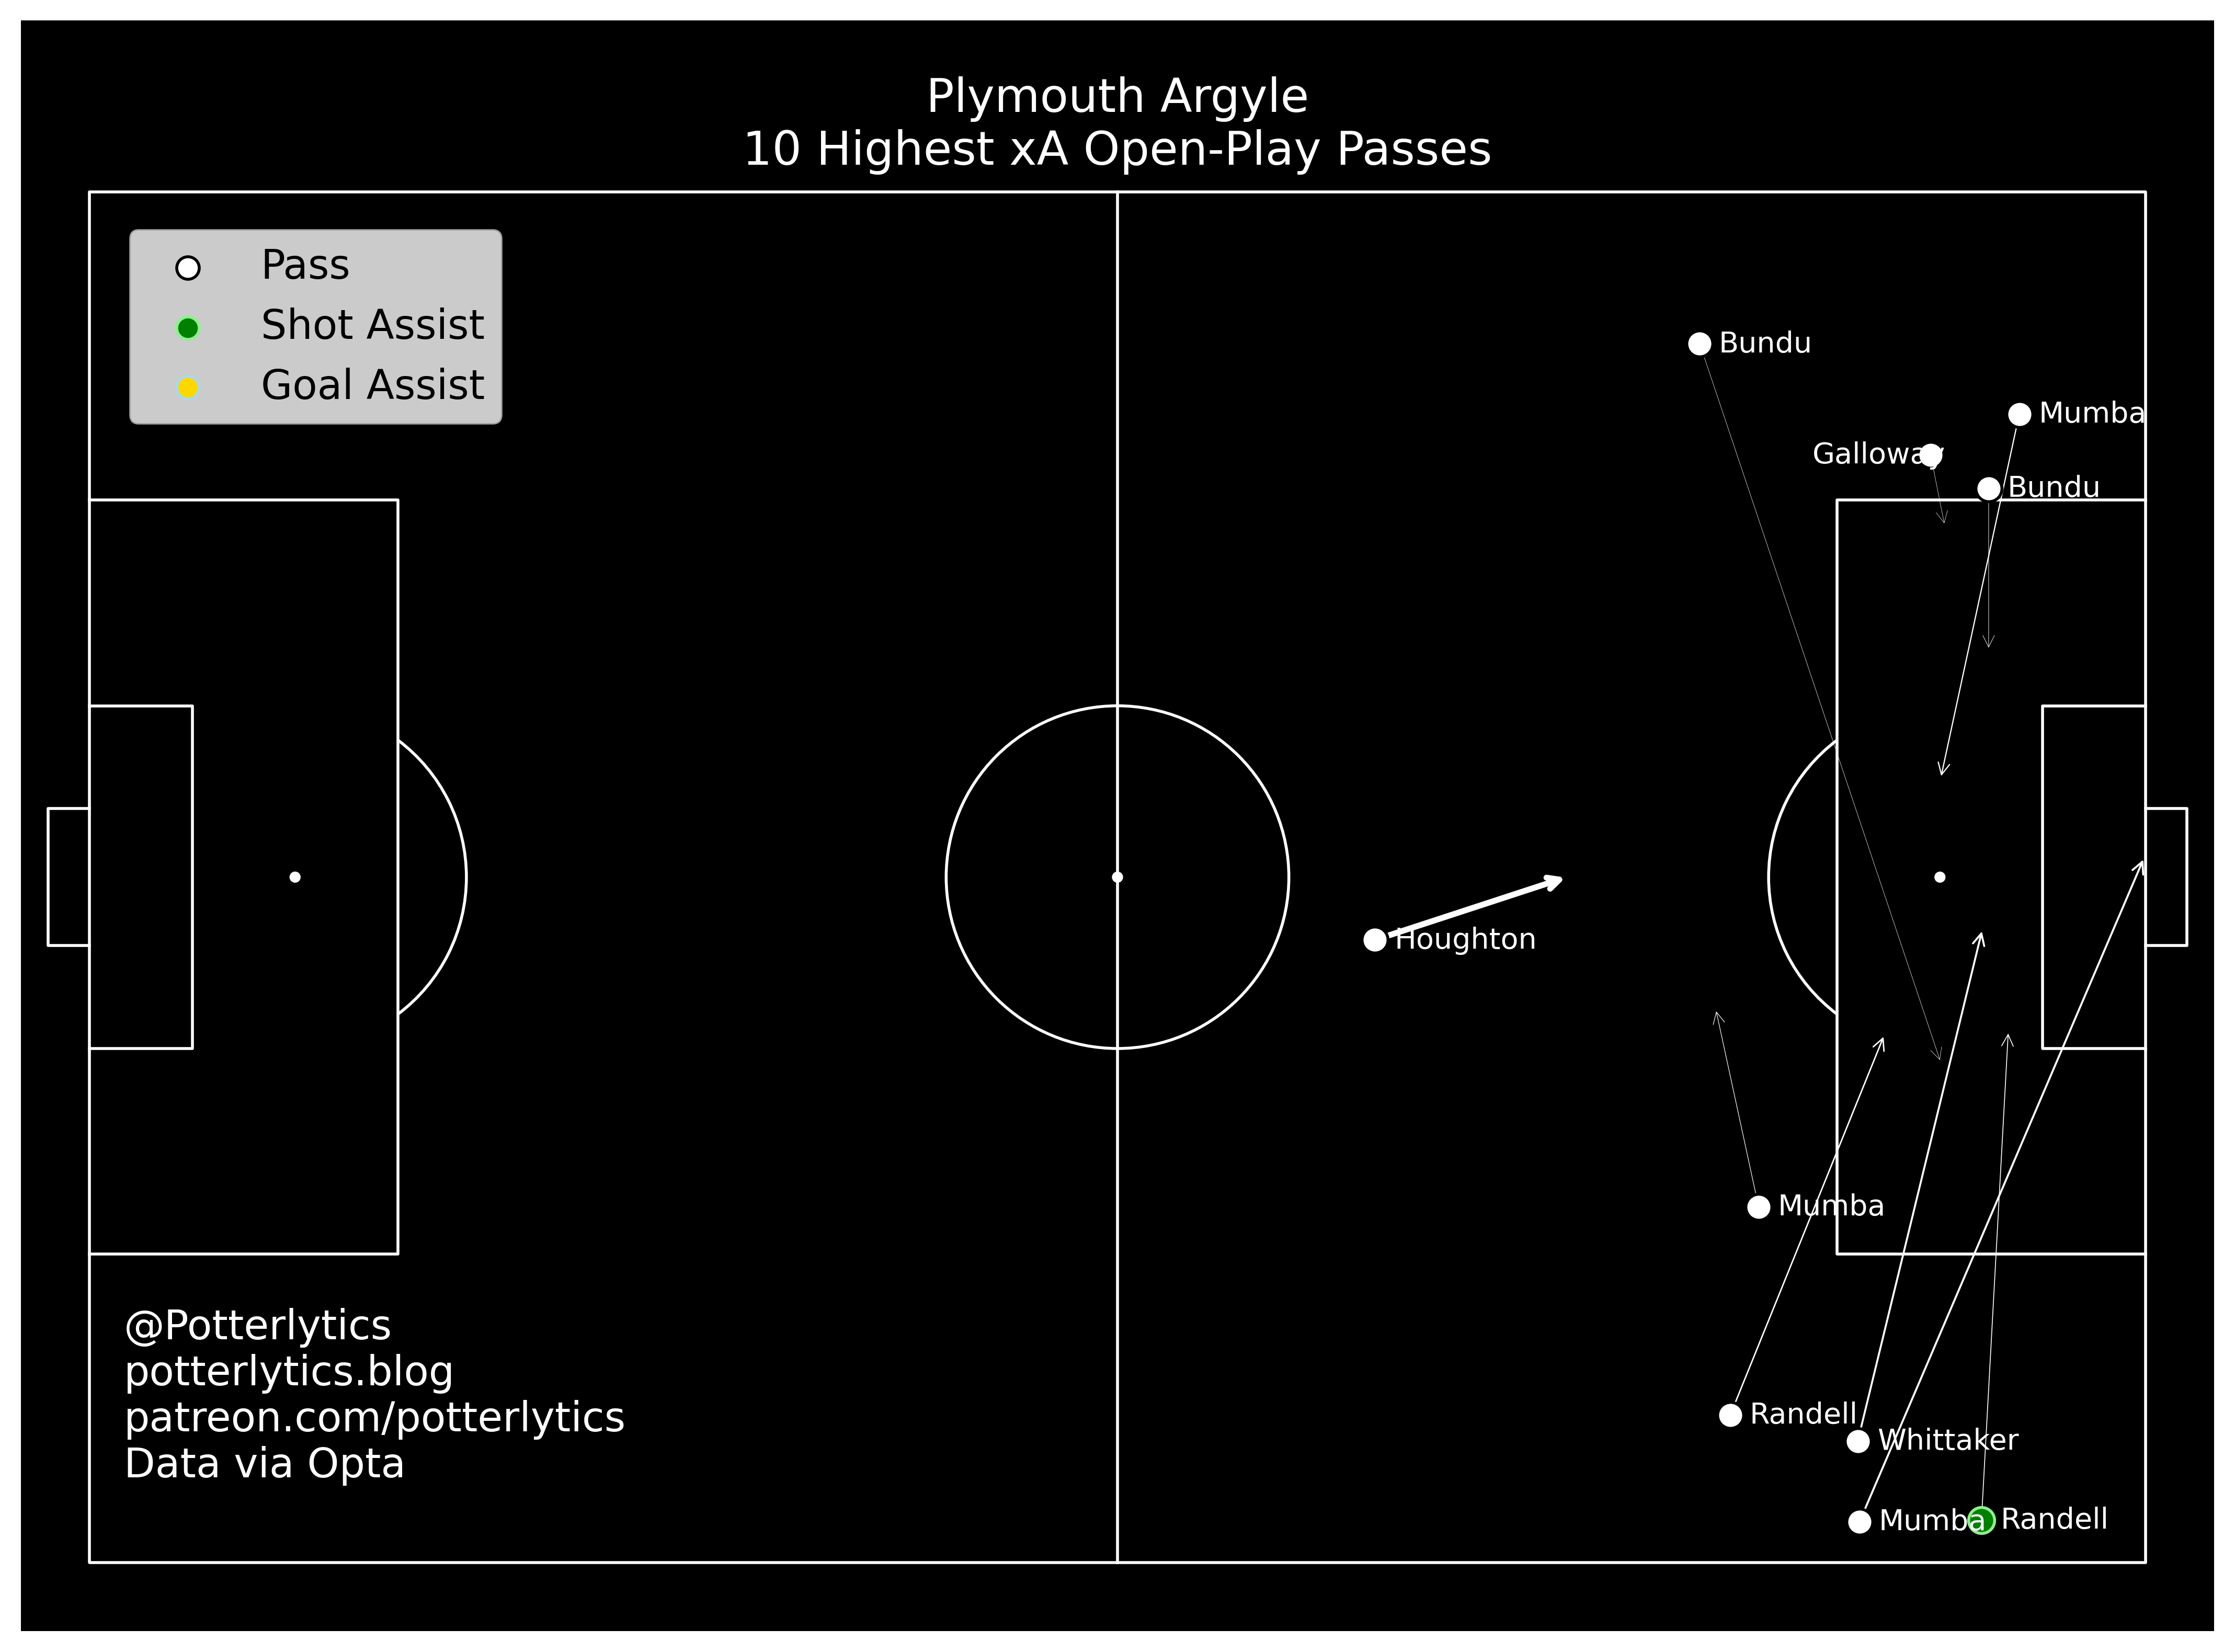 Plymouth Argyle
10 Highest xA Open-Play Passes
Pass
Shot Assist
Goal Assist
Bundu
Mumba
Galloway
Bundu
Houghton
Mumba
Randell
Whittaker
Mumba
Randell
@Potterlytics
potterlytics.blog
patreon.com/potterlytics
Data via Opta